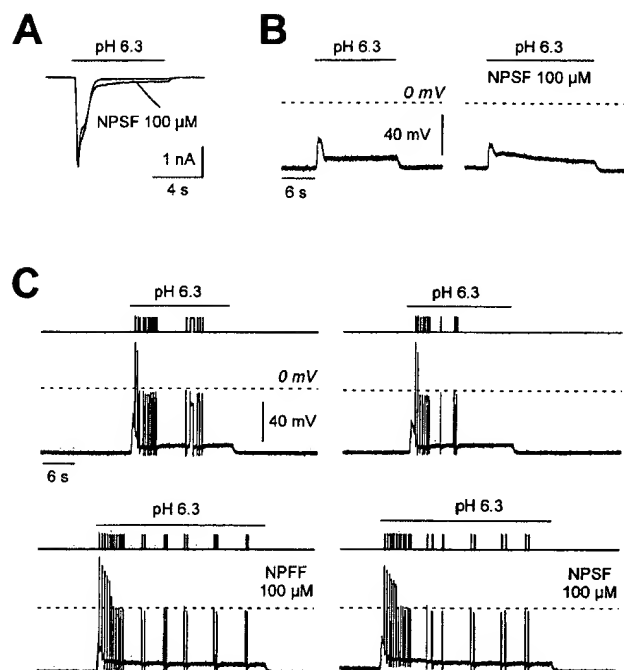 A
pH 6.3
NPSF 100 µM
1 nA
4 s
B
pH 6.3
pH 6.3
NPSF 100 µM
0 mV
40 mV
6 s
C
pH 6.3
pH 6.3
0 mV
40 mV
6 s
pH 6.3
pH 6.3
NPFF
100 µM
NPSF
100 µM